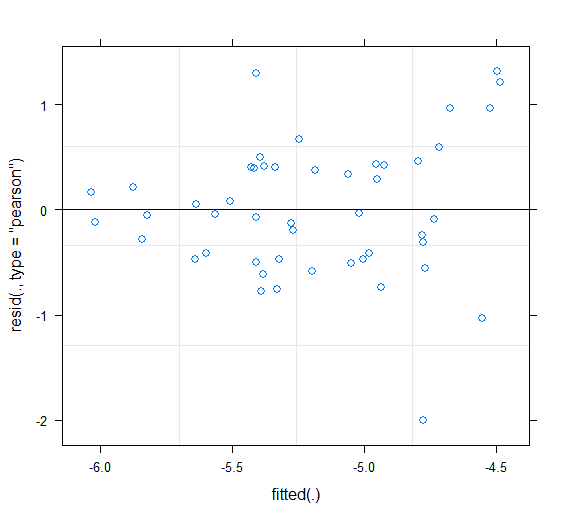 1
0
-1
-2
resid(., type = "pearson")
-6.0 -5.5 -5.0 -4.5
fitted(.)